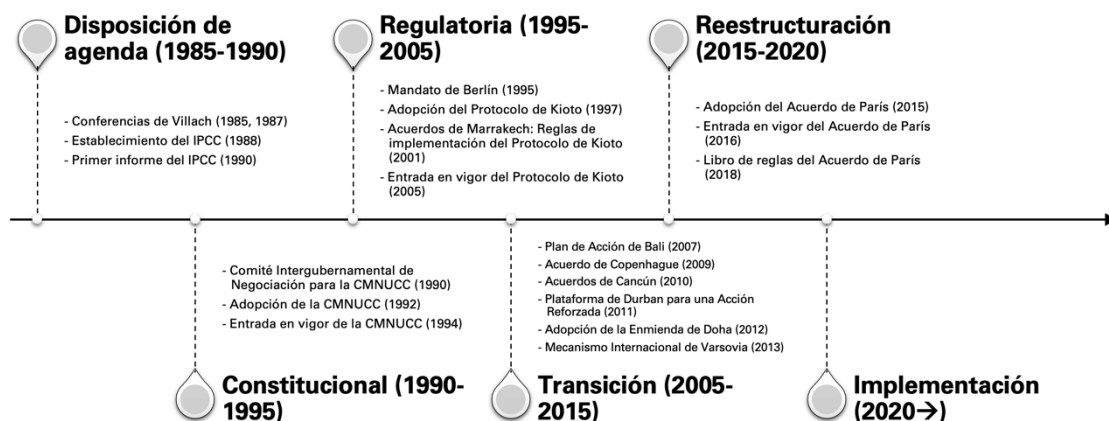 Disposición de
agenda (1985-1990)
- Conferencias de Villach (1985, 1987)
- Establecimiento del IPCC (1988)
- Primer informe del IPCC (1990)
Regulatoria (1995-
2005)
- Mandato de Berlín (1995)
- Adopción del Protocolo de Kioto (1997)
- Acuerdos de Marrakech: Reglas de
implementación del Protocolo de Kioto
(2001)
- Entrada en vigor del Protocolo de Kioto
(2005)
Reestructuración
(2015-2020)
- Adopción del Acuerdo de París (2015)
- Entrada en vigor del Acuerdo de París
(2016)
- Libro de reglas del Acuerdo de París
(2018)
- Comité Intergubernamental de
Negociación para la CMNUCC (1990)
- Adopción de la CMNUCC (1992)
- Entrada en vigor de la CMNUCC (1994)
Constitucional (1990-
1995)
- Plan de Acción de Bali (2007)
- Acuerdo de Copenhague (2009)
- Acuerdos de Cancún (2010)
- Plataforma de Durban para una Acción
Reforzada (2011)
- Adopción de la Enmienda de Doha (2012)
- Mecanismo Internacional de Varsovia (2013)
Transición (2005-
2015)
Implementación
(2020→)